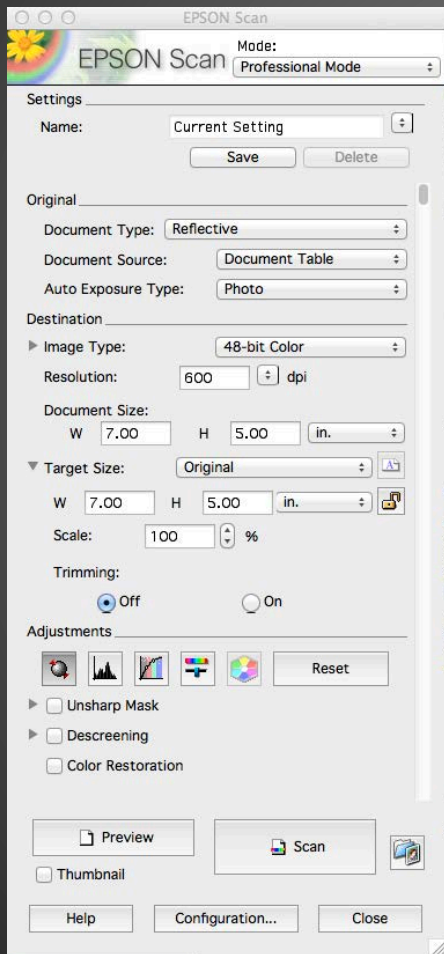 EPSON Scan
EPSON Scan
Mode:
Professional Mode
Settings
Name: Current Setting
Save Delete
Original
Document Type: Reflective
Document Source: Document Table
Auto Exposure Type: Photo
Destination
Image Type: 48-bit Color
Resolution: 600 dpi
Document Size:
W 7.00 H 5.00 in.
Target Size: Original
W 7.00 H 5.00 in.
Scale: 100 %
Trimming:
Off On
Adjustments
Reset
Unsharp Mask
Descreening
Color Restoration
Preview Scan
Thumbnail
Help Configuration... Close